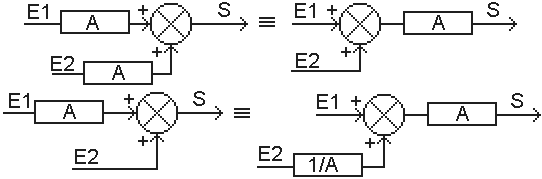 E1 A + S ≡ E1 + A S
E2 A + E2 +
E1 A + S ≡ E1 + A S
E2 + E2 1/A +